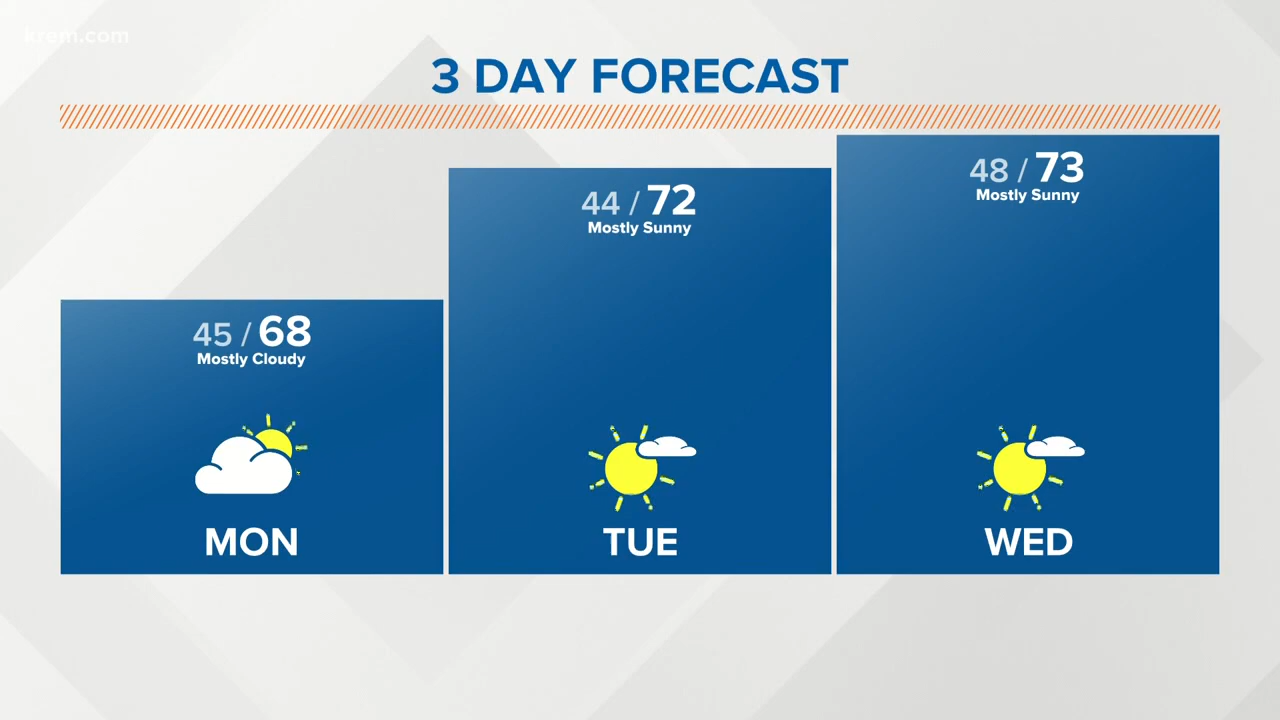 krem.com
3 DAY FORECAST
45 / 68
Mostly Cloudy
MON
44 / 72
Mostly Sunny
TUE
48 / 73
Mostly Sunny
WED